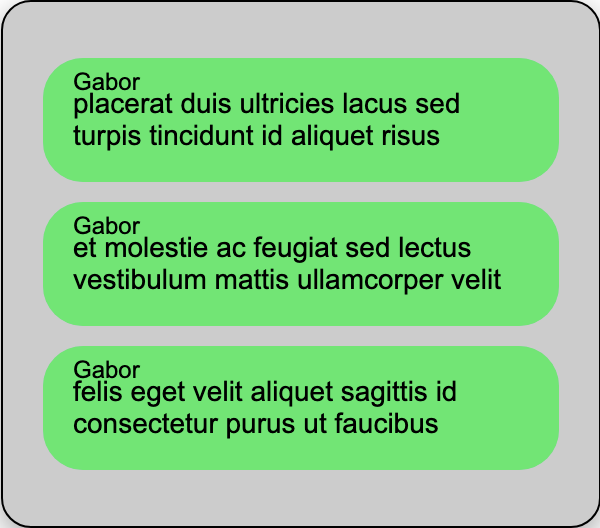 Gabor
placerat duis ultricies lacus sed
turpis tincidunt id aliquet risus
Gabor
et molestie ac feugiat sed lectus
vestibulum mattis ullamcorper velit
Gabor
felis eget velit aliquet sagittis id
consectetur purus ut faucibus